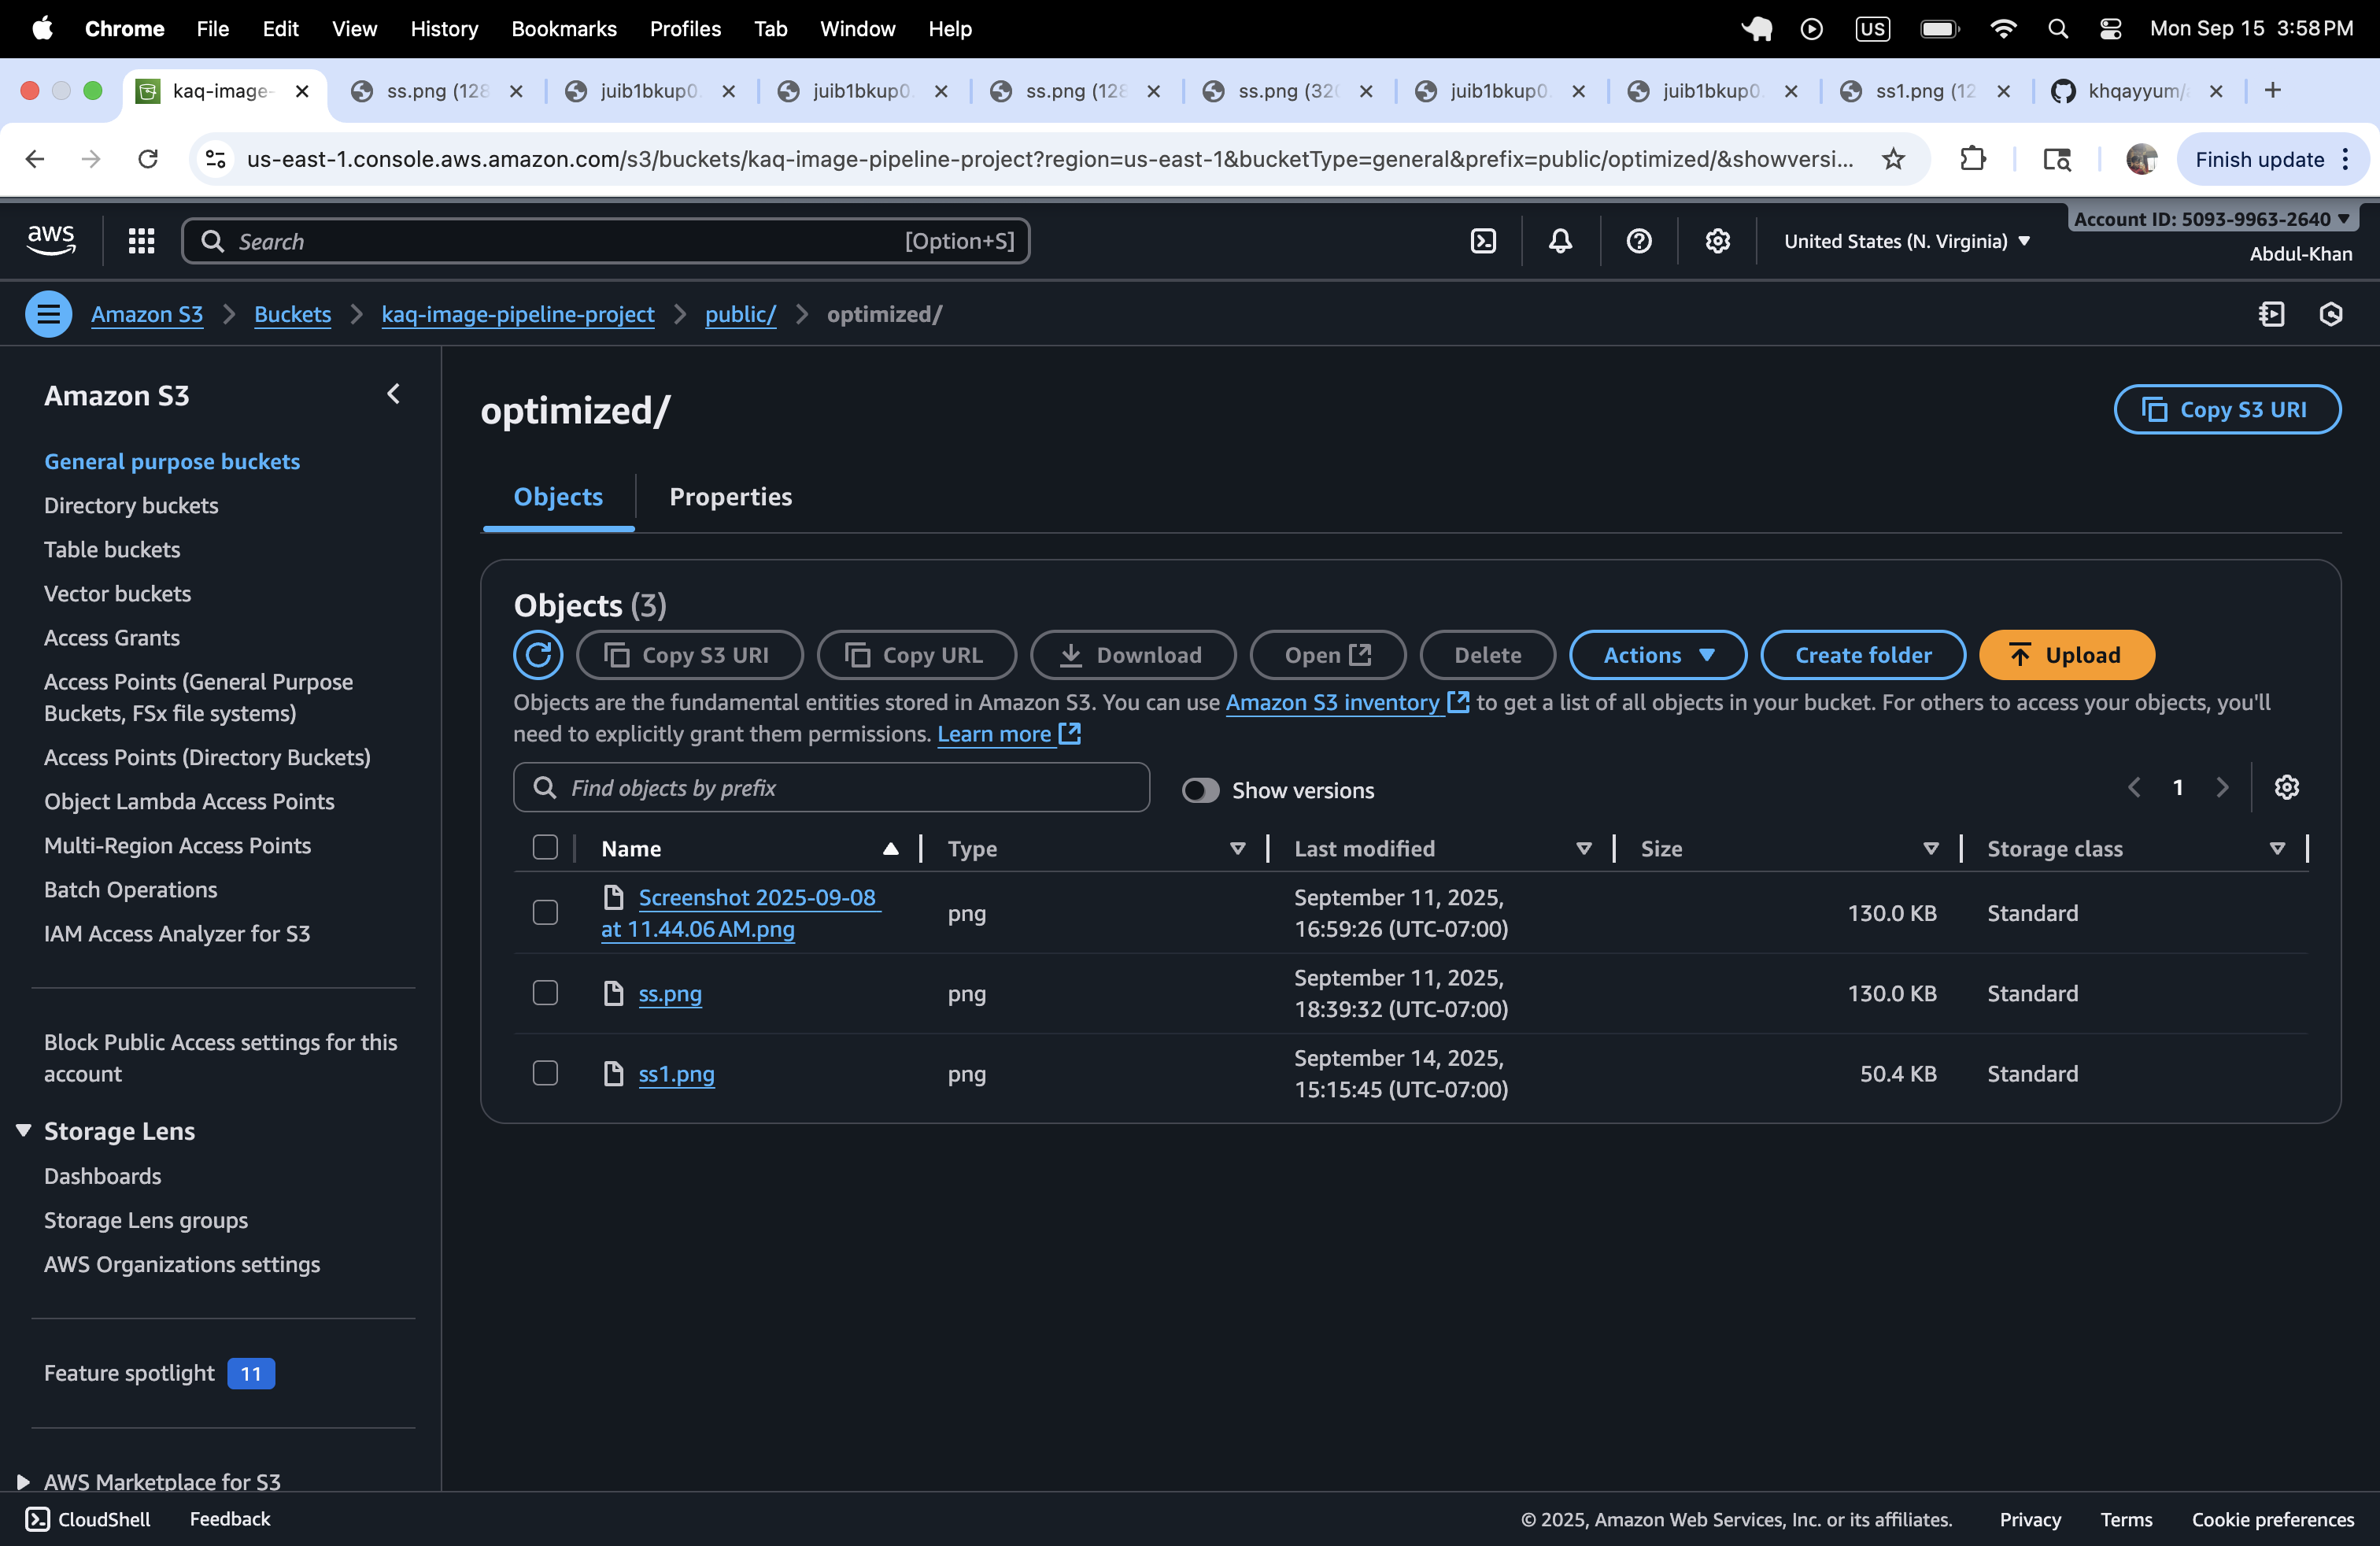 Chrome File Edit View History Bookmarks Profiles Tab Window Help US Mon Sep 15 3:58 PM
kaq-image- ss.png (128 juib1bkup0. juib1bkup0. ss.png (128 ss.png (320 juib1bkup0. juib1bkup0. ss1.png (12 khqayyum/
us-east-1.console.aws.amazon.com/s3/buckets/kaq-image-pipeline-project?region=us-east-1&bucketType=general&prefix=public/optimized/&showversi... Finish update
aws Search [Option+S] United States (N. Virginia) Account ID: 5093-9963-2640
Abdul-Khan
Amazon S3 Buckets kaq-image-pipeline-project public/ optimized/
Amazon S3
General purpose buckets
Directory buckets
Table buckets
Vector buckets
Access Grants
Access Points (General Purpose
Buckets, FSx file systems)
Access Points (Directory Buckets)
Object Lambda Access Points
Multi-Region Access Points
Batch Operations
IAM Access Analyzer for S3
Block Public Access settings for this
account
Storage Lens
Dashboards
Storage Lens groups
AWS Organizations settings
Feature spotlight 11
AWS Marketplace for S3
optimized/
Copy S3 URI
Objects Properties
Objects (3)
Copy S3 URI Copy URL Download Open Delete Actions Create folder Upload
Objects are the fundamental entities stored in Amazon S3. You can use Amazon S3 inventory to get a list of all objects in your bucket. For others to access your objects, you'll
need to explicitly grant them permissions. Learn more
Find objects by prefix Show versions 1
Name Type Last modified Size Storage class
Screenshot 2025-09-08
at 11.44.06 AM.png png September 11, 2025,
16:59:26 (UTC-07:00) 130.0 KB Standard
ss.png png September 11, 2025,
18:39:32 (UTC-07:00) 130.0 KB Standard
ss1.png png September 14, 2025,
15:15:45 (UTC-07:00) 50.4 KB Standard
CloudShell Feedback © 2025, Amazon Web Services, Inc. or its affiliates. Privacy Terms Cookie preferences